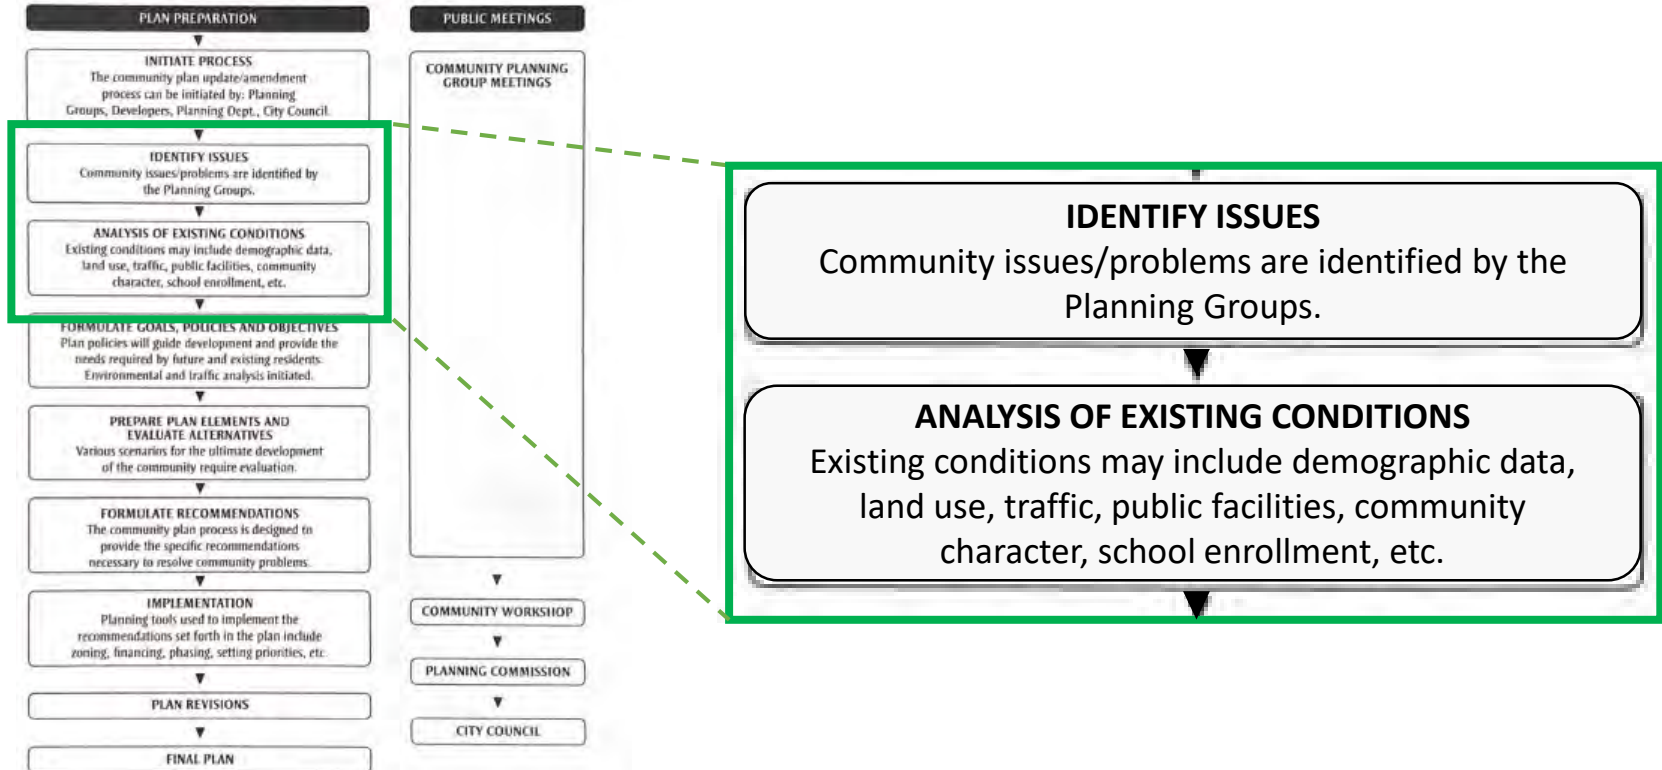 PLAN PREPARATION
INITIATE PROCESS
The community plan update/amendment
process can be initiated by: Planning
Groups, Developers, Planning Dept., City Council.
IDENTIFY ISSUES
Community issues/problems are identified by
the Planning Groups.
ANALYSIS OF EXISTING CONDITIONS
Existing conditions may include demographic data,
land use, traffic, public facilities, community
character, school enrollment, etc.
FORMULATE GOALS, POLICIES AND OBJECTIVES
Plan policies will guide development and provide the
needs required by future and existing residents.
Environmental and traffic analysis initiated.
PREPARE PLAN ELEMENTS AND
EVALUATE ALTERNATIVES
Various scenarios for the ultimate development
of the community require evaluation.
FORMULATE RECOMMENDATIONS
The community plan process is designed to
provide the specific recommendations
necessary to resolve community problems.
IMPLEMENTATION
Planning tools used to implement the
recommendations set forth in the plan include
zoning, financing, phasing, setting priorities, etc.
PLAN REVISIONS
FINAL PLAN
PUBLIC MEETINGS
COMMUNITY PLANNING
GROUP MEETINGS
COMMUNITY WORKSHOP
PLANNING COMMISSION
CITY COUNCIL
IDENTIFY ISSUES
Community issues/problems are identified by the
Planning Groups.
ANALYSIS OF EXISTING CONDITIONS
Existing conditions may include demographic data,
land use, traffic, public facilities, community
character, school enrollment, etc.